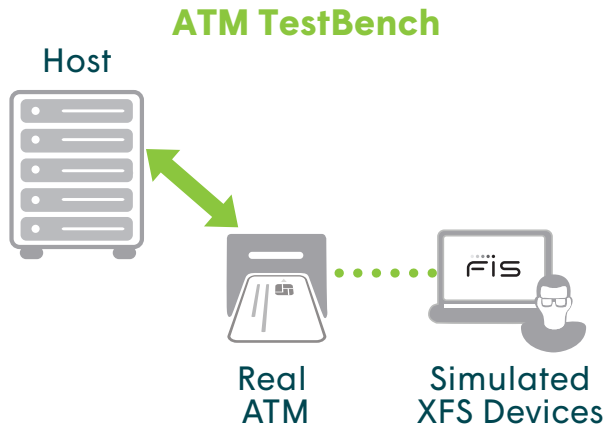 ATM TestBench
Host
FIS
Real
ATM
Simulated
XFS Devices